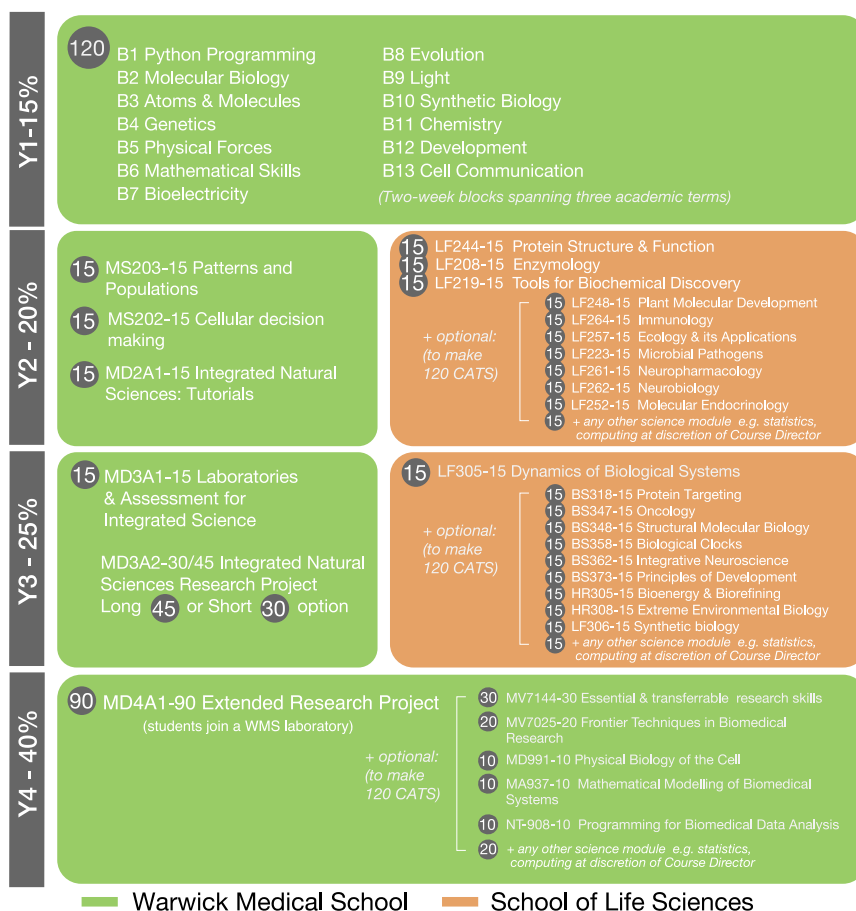 Y1-15%
120
B1 Python Programming
B2 Molecular Biology
B3 Atoms & Molecules
B4 Genetics
B5 Physical Forces
B6 Mathematical Skills
B7 Bioelectricity
B8 Evolution
B9 Light
B10 Synthetic Biology
B11 Chemistry
B12 Development
B13 Cell Communication
(Two-week blocks spanning three academic terms)
Y2 - 20%
15 MS203-15 Patterns and
Populations
15 MS202-15 Cellular decision
making
15 MD2A1-15 Integrated Natural
Sciences: Tutorials
15 LF244-15 Protein Structure & Function
15 LF208-15 Enzymology
15 LF219-15 Tools for Biochemical Discovery
+ optional:
(to make
120 CATS)
15 LF248-15 Plant Molecular Development
15 LF264-15 Immunology
15 LF257-15 Ecology & its Applications
15 LF223-15 Microbial Pathogens
15 LF261-15 Neuropharmacology
15 LF262-15 Neurobiology
15 LF252-15 Molecular Endocrinology
15 + any other science module e.g. statistics,
computing at discretion of Course Director
Y3 - 25%
15 MD3A1-15 Laboratories
& Assessment for
Integrated Science
MD3A2-30/45 Integrated Natural
Sciences Research Project
Long 45 or Short 30 option
15 LF305-15 Dynamics of Biological Systems
+ optional:
(to make
120 CATS)
15 BS318-15 Protein Targeting
15 BS347-15 Oncology
15 BS348-15 Structural Molecular Biology
15 BS358-15 Biological Clocks
15 BS362-15 Integrative Neuroscience
15 BS373-15 Principles of Development
15 HR305-15 Bioenergy & Biorefining
15 HR308-15 Extreme Environmental Biology
15 LF306-15 Synthetic biology
15 + any other science module e.g. statistics,
computing at discretion of Course Director
Y4 - 40%
90 MD4A1-90 Extended Research Project
(students join a WMS laboratory)
+ optional:
(to make
120 CATS)
30 MV7144-30 Essential & transferrable research skills
20 MV7025-20 Frontier Techniques in Biomedical
Research
10 MD991-10 Physical Biology of the Cell
10 MA937-10 Mathematical Modelling of Biomedical
Systems
10 NT-908-10 Programming for Biomedical Data Analysis
20 + any other science module e.g. statistics,
computing at discretion of Course Director
Warwick Medical School
School of Life Sciences